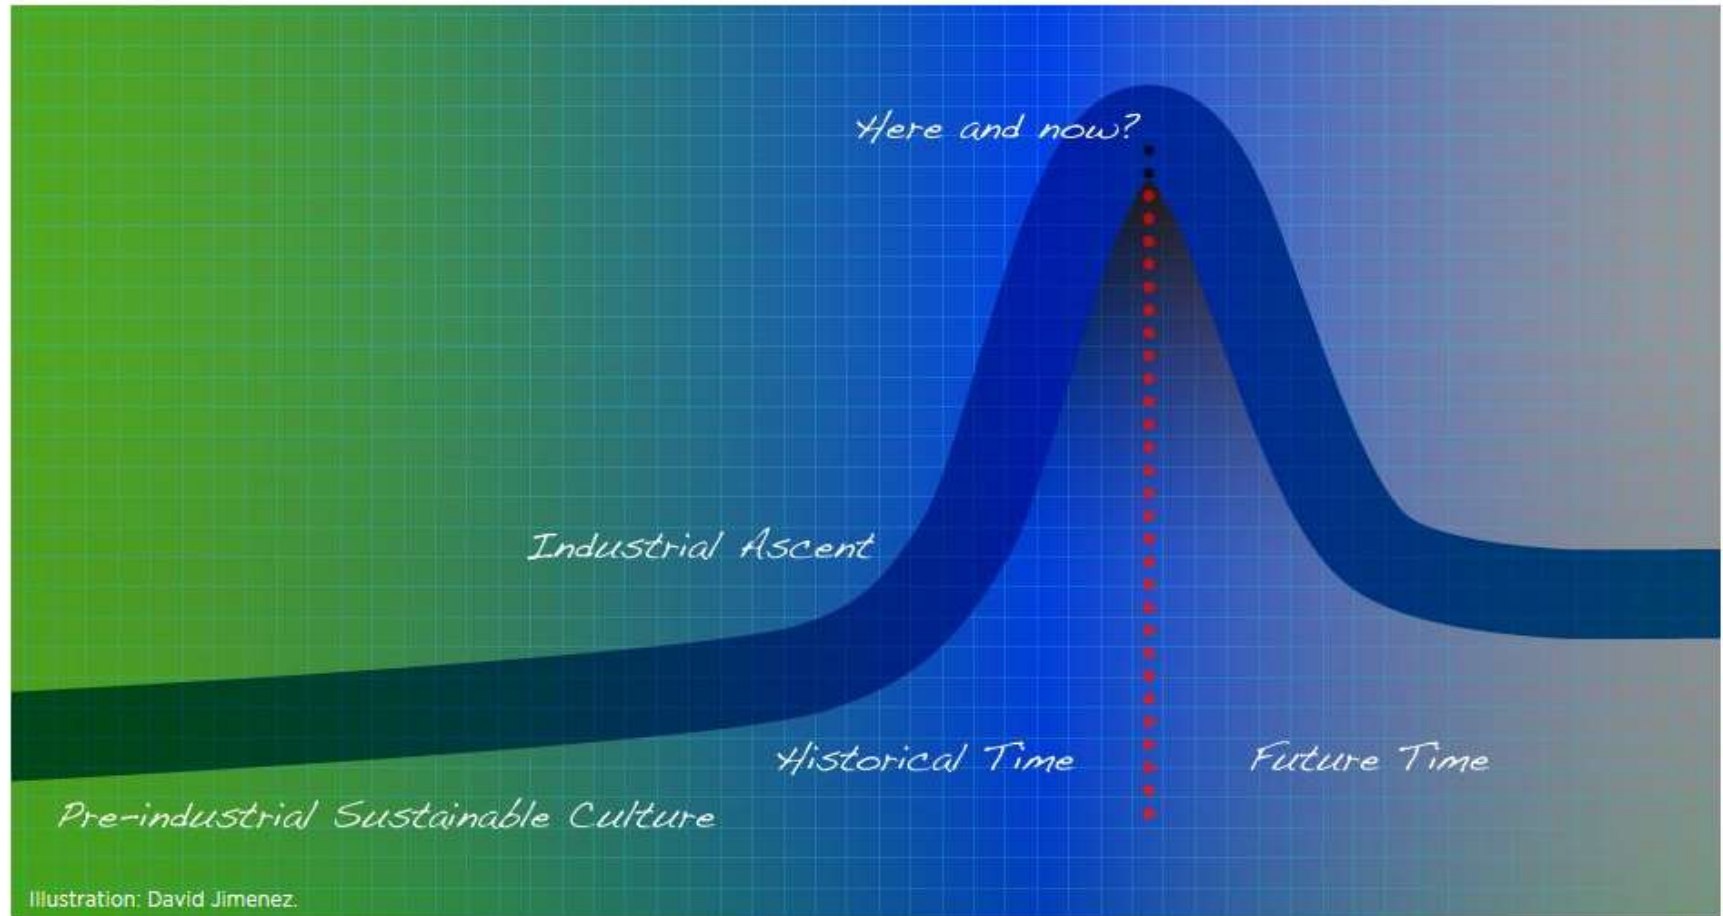 Here and now?
Industrial Ascent
Historical Time
Future Time
Pre-industrial Sustainable Culture
Illustration: David Jimenez.